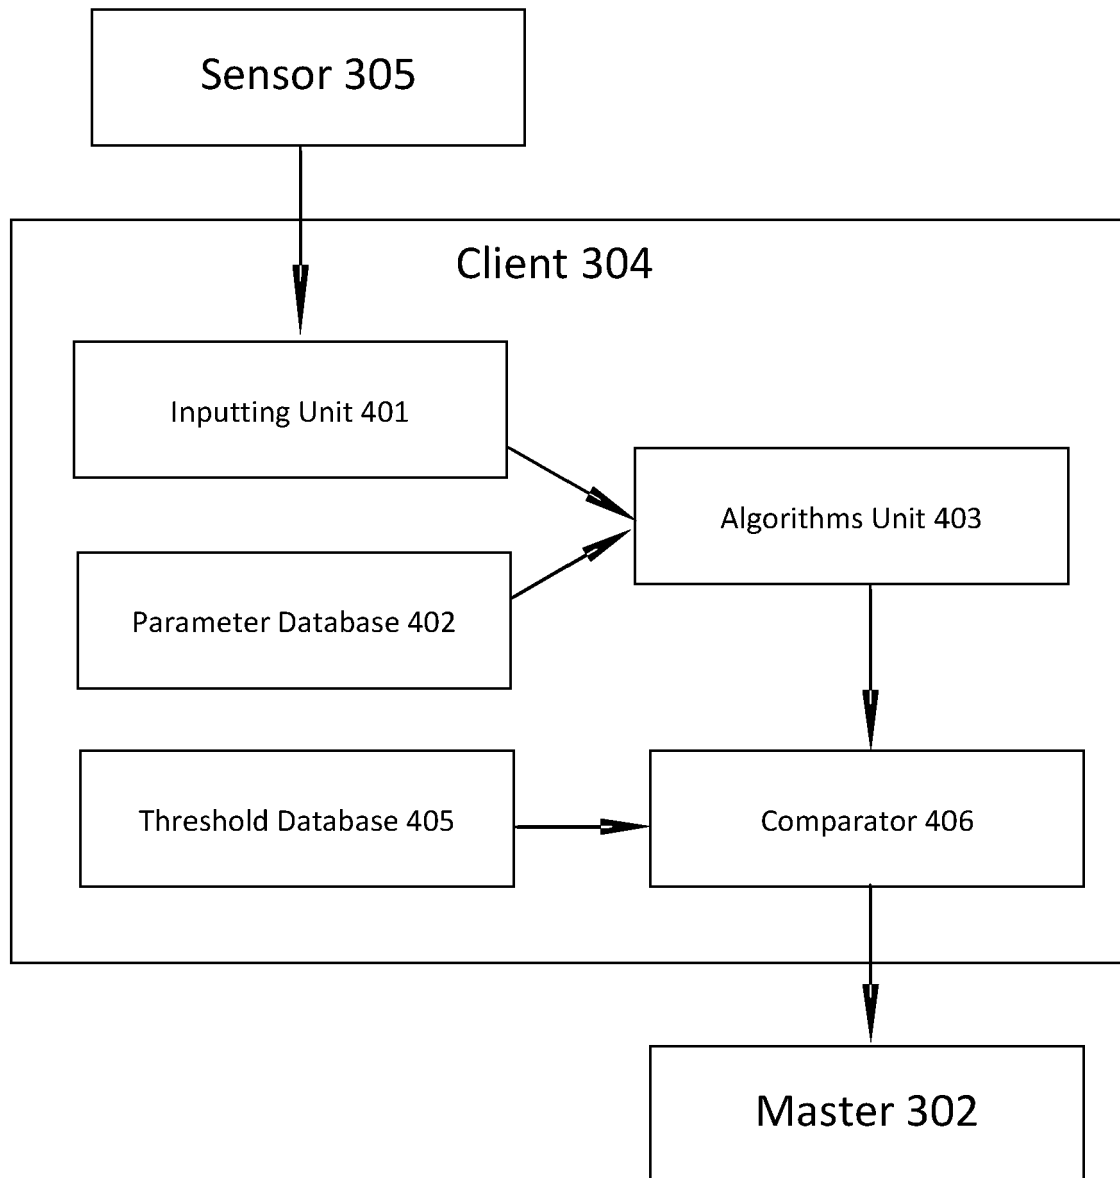 Sensor 305
Client 304
Inputting Unit 401
Algorithms Unit 403
Parameter Database 402
Threshold Database 405
Comparator 406
Master 302